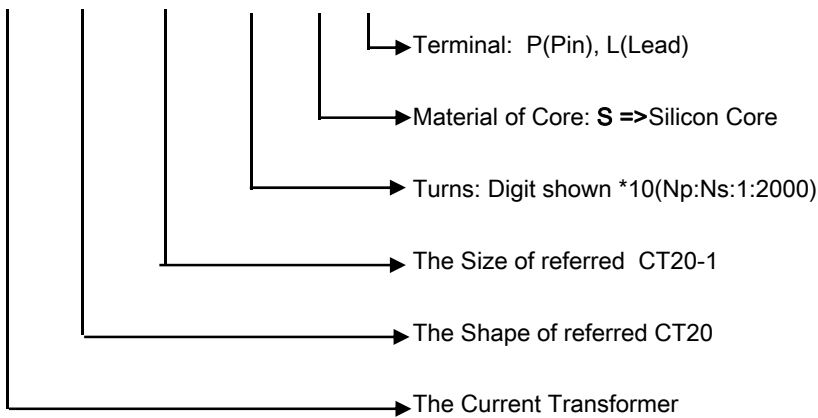 Terminal: P(Pin), L(Lead)
Material of Core: S =>Silicon Core
Turns: Digit shown *10(Np:Ns:1:2000)
The Size of referred CT20-1
The Shape of referred CT20
The Current Transformer